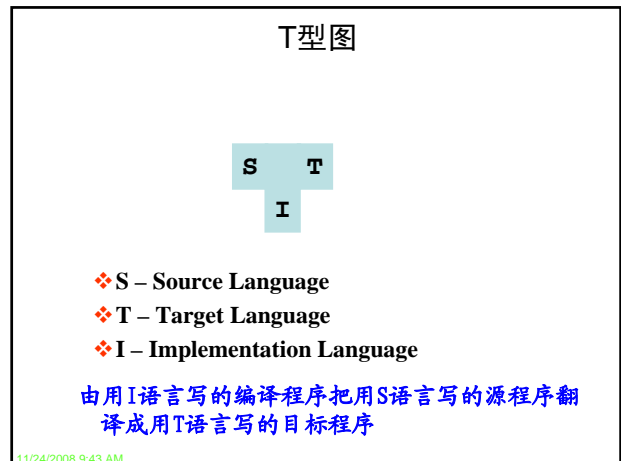 T型图
S T
I
❖S – Source Language
❖T – Target Language
❖I – Implementation Language
由用I语言写的编译程序把用S语言写的源程序翻
译成用T语言写的目标程序
11/24/2008 9:43 AM